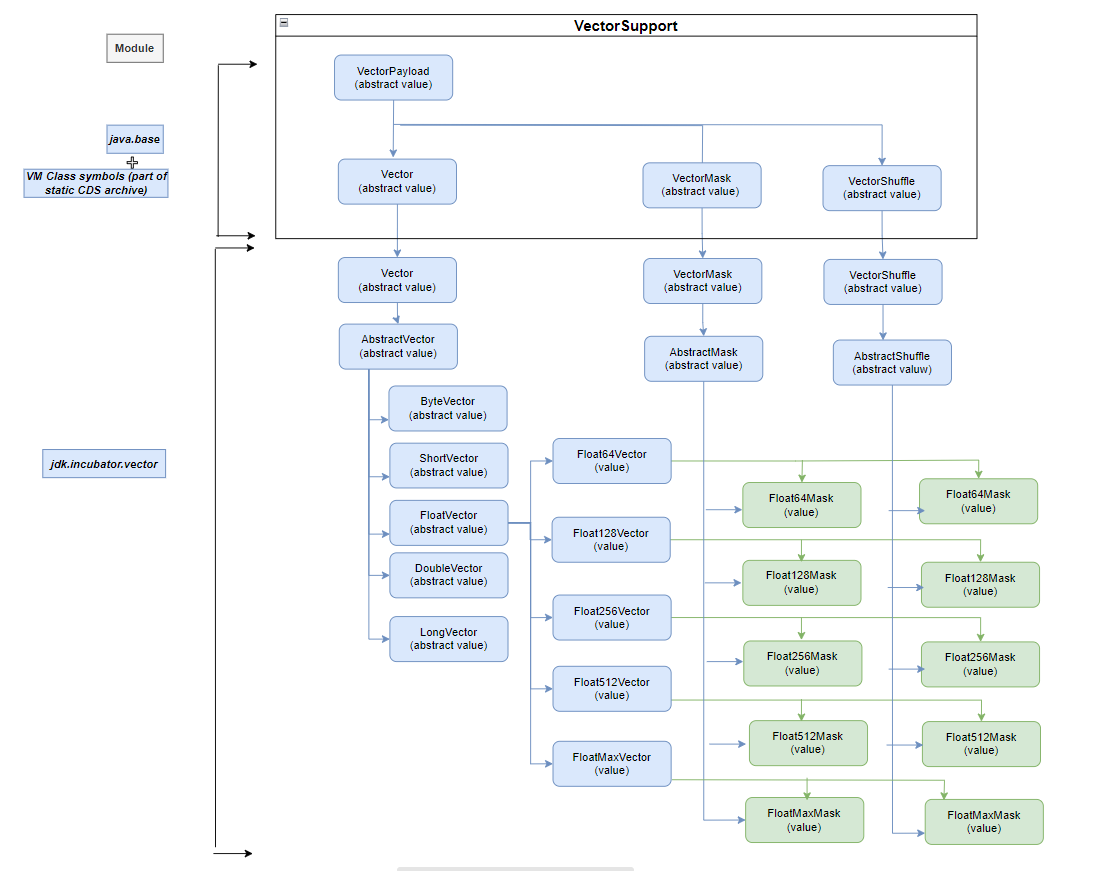 VectorSupport
Module
VectorPayload
(abstract value)
java.base
VM Class symbols (part of
static CDS archive)
Vector
(abstract value)
VectorMask
(abstract value)
VectorShuffle
(abstract value)
Vector
(abstract value)
VectorMask
(abstract value)
VectorShuffle
(abstract value)
AbstractVector
(abstract value)
AbstractMask
(abstract value)
AbstractShuffle
(abstract valuw)
ByteVector
(abstract value)
ShortVector
(abstract value)
FloatVector
(abstract value)
DoubleVector
(abstract value)
LongVector
(abstract value)
jdk.incubator.vector
Float64Vector
(value)
Float128Vector
(value)
Float256Vector
(value)
Float512Vector
(value)
FloatMaxVector
(value)
Float64Mask
(value)
Float128Mask
(value)
Float256Mask
(value)
Float512Mask
(value)
FloatMaxMask
(value)
Float64Mask
(value)
Float128Mask
(value)
Float256Mask
(value)
Float512Mask
(value)
FloatMaxMask
(value)